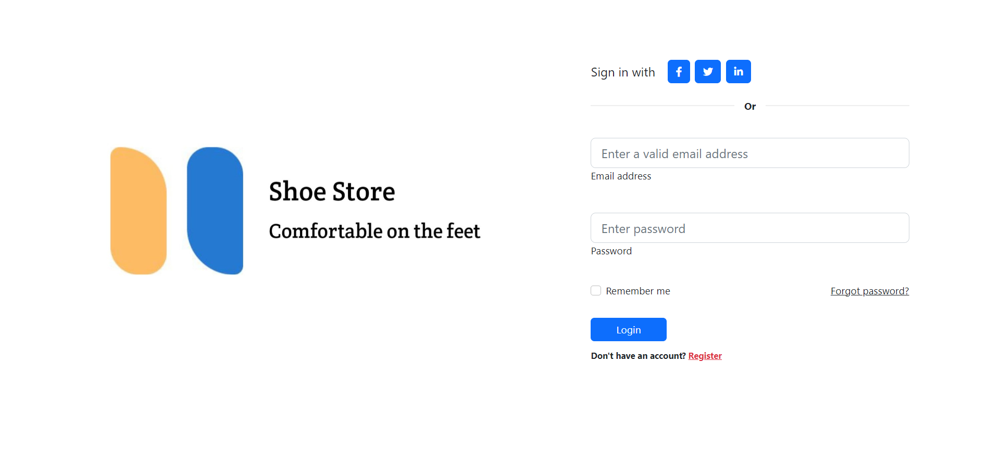 Shoe Store
Comfortable on the feet
Sign in with
Or
Enter a valid email address
Email address
Enter password
Password
Remember me
Forgot password?
Login
Don't have an account? Register